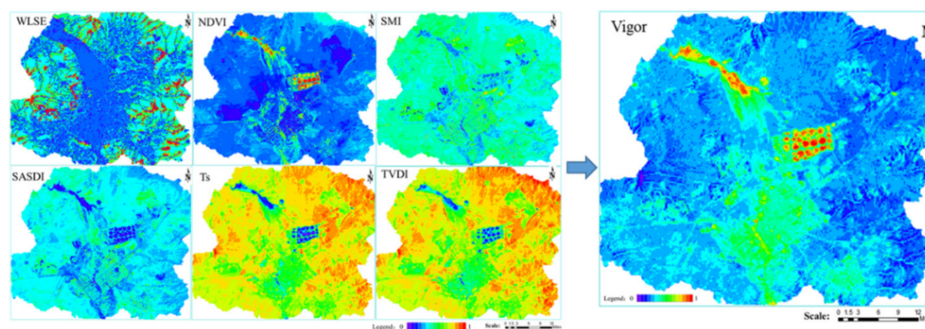 WLSE
NDVI
SMI
SASDI
Ts
TVDI
Legend: 0 1
Scale:
Vigor
N
Legend: 0 1
Scale: 0 1.5 3 6 9 12